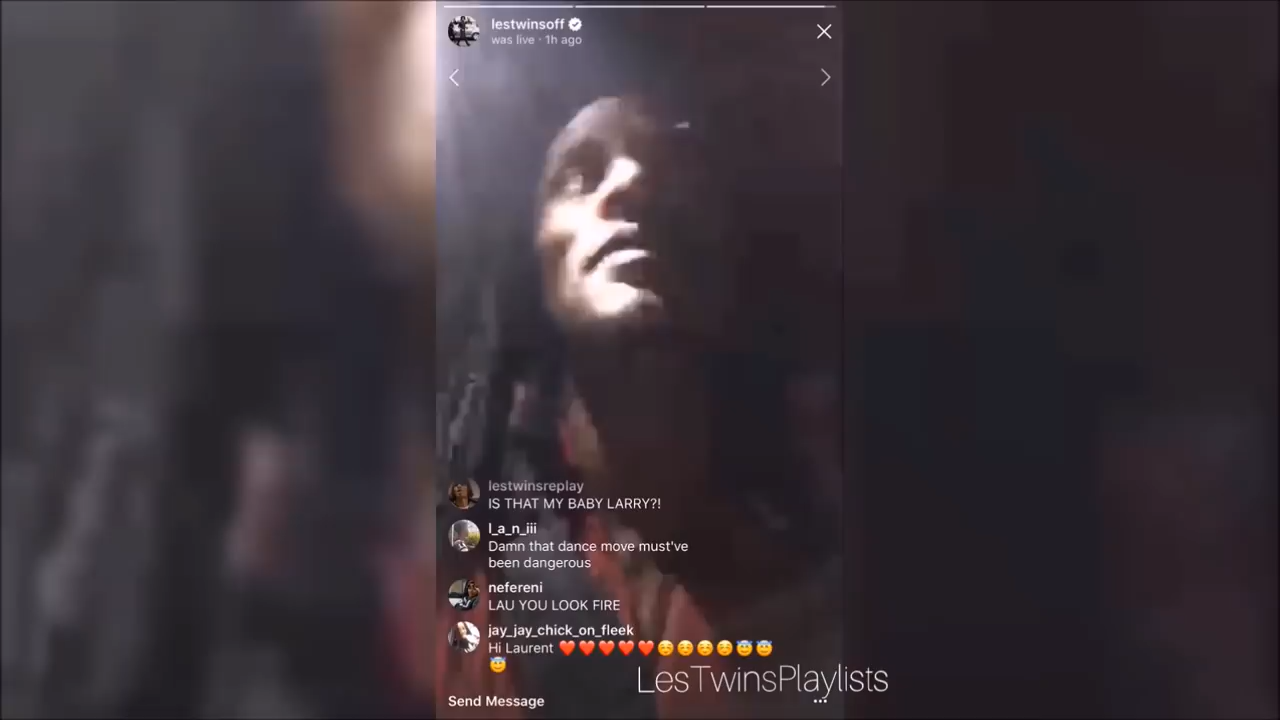 lestwinsoff
was live · 1h ago
lestwinsreplay
IS THAT MY BABY LARRY?!
l_a_n_iii
Damn that dance move must've
been dangerous
nefereni
LAU YOU LOOK FIRE
jay_jay_chick_on_fleek
Hi Laurent ❤️❤️❤️❤️❤️☺️☺️☺️☺️😇😇
😇
LesTwinsPlaylists
Send Message